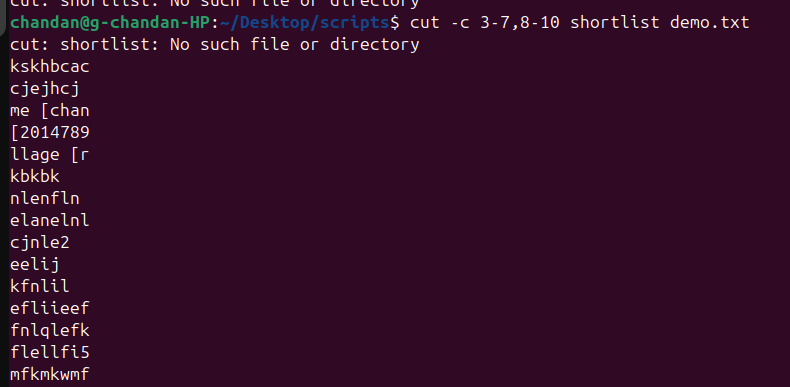 cut: shortlist: No such file or directory
chandan@g-chandan-HP:~/Desktop/scripts$ cut -c 3-7,8-10 shortlist demo.txt
cut: shortlist: No such file or directory
kskhbcac
cjejhcj
me [chan
[2014789
llage [r
kbkbk
nlenfln
elanelnl
cjnle2
eelij
kfnlil
efliieef
fnlqlefk
flellfi5
mfkmkwmf